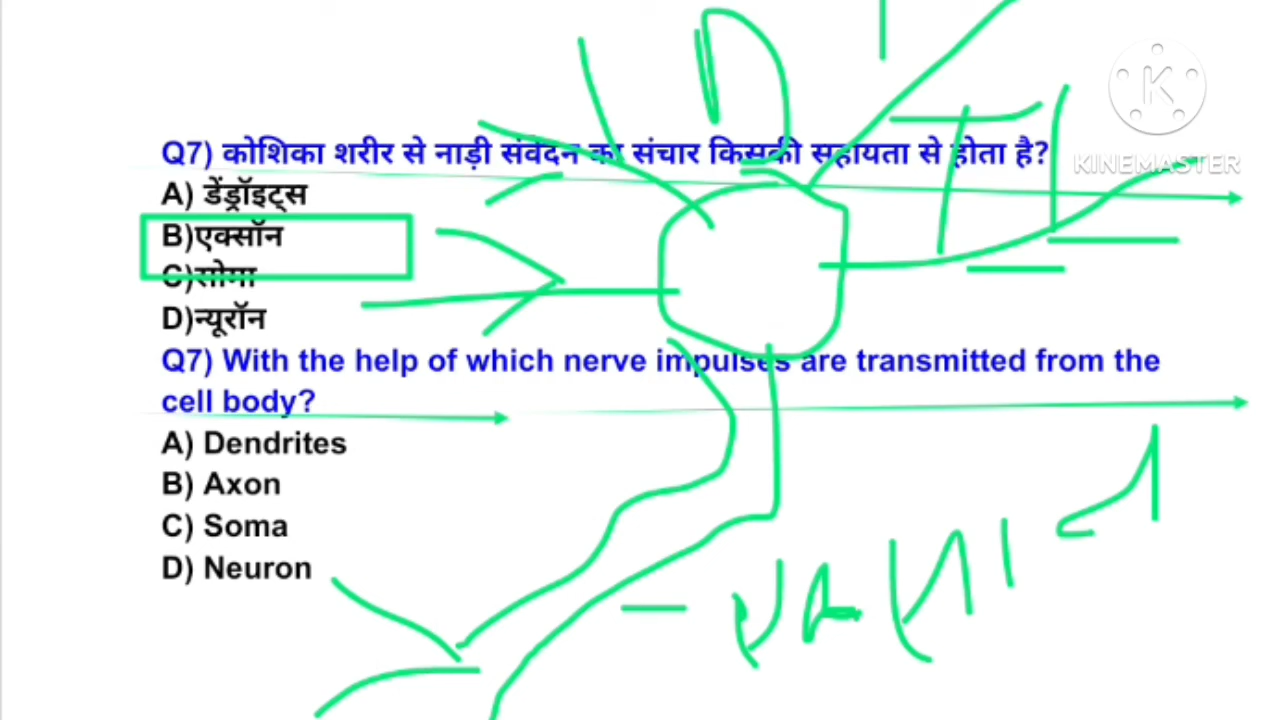 KINEMASTER
Q7) कोशिका शरीर से नाड़ी संवेदन का संचार किसकी सहायता से होता है?
A) डेंड्रॉइट्स
B)एक्सॉन
C)सोमा
D)न्यूरॉन
Q7) With the help of which nerve impulses are transmitted from the
cell body?
A) Dendrites
B) Axon
C) Soma
D) Neuron